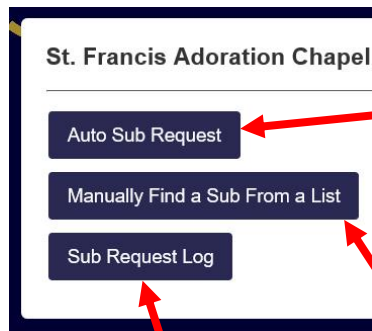 St. Francis Adoration Chapel
Auto Sub Request
Manually Find a Sub From a List
Sub Request Log